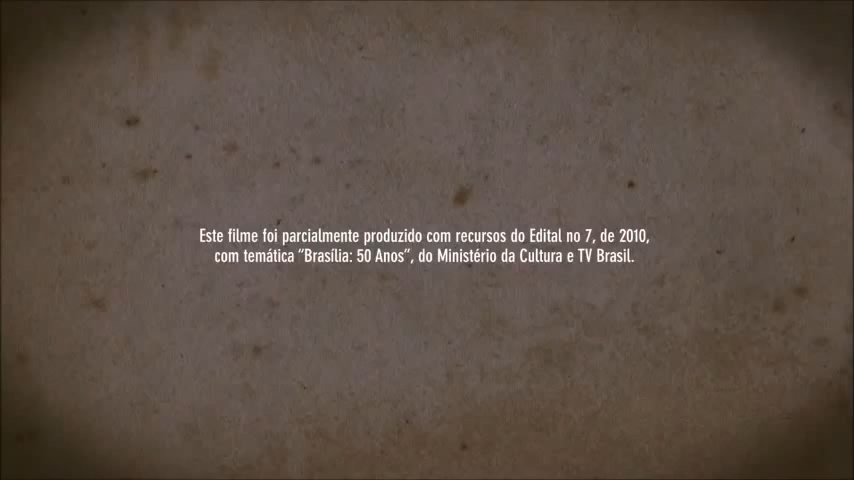 Este filme foi parcialmente produzido com recursos do Edital no 7, de 2010,
com temática “Brasília: 50 Anos”, do Ministério da Cultura e TV Brasil.